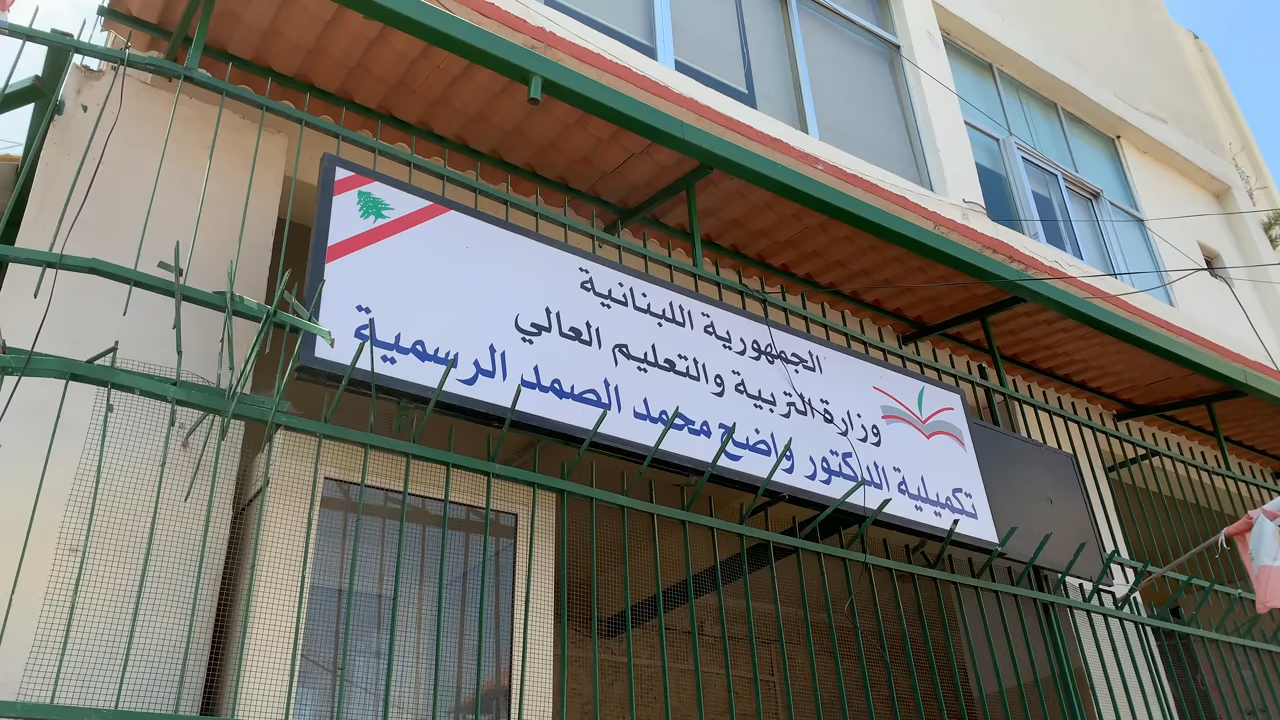 الجمهورية اللبنانية
وزارة التربية والتعليم العالي
تكميلية الدكتور واضح محمد الصمد الرسمية